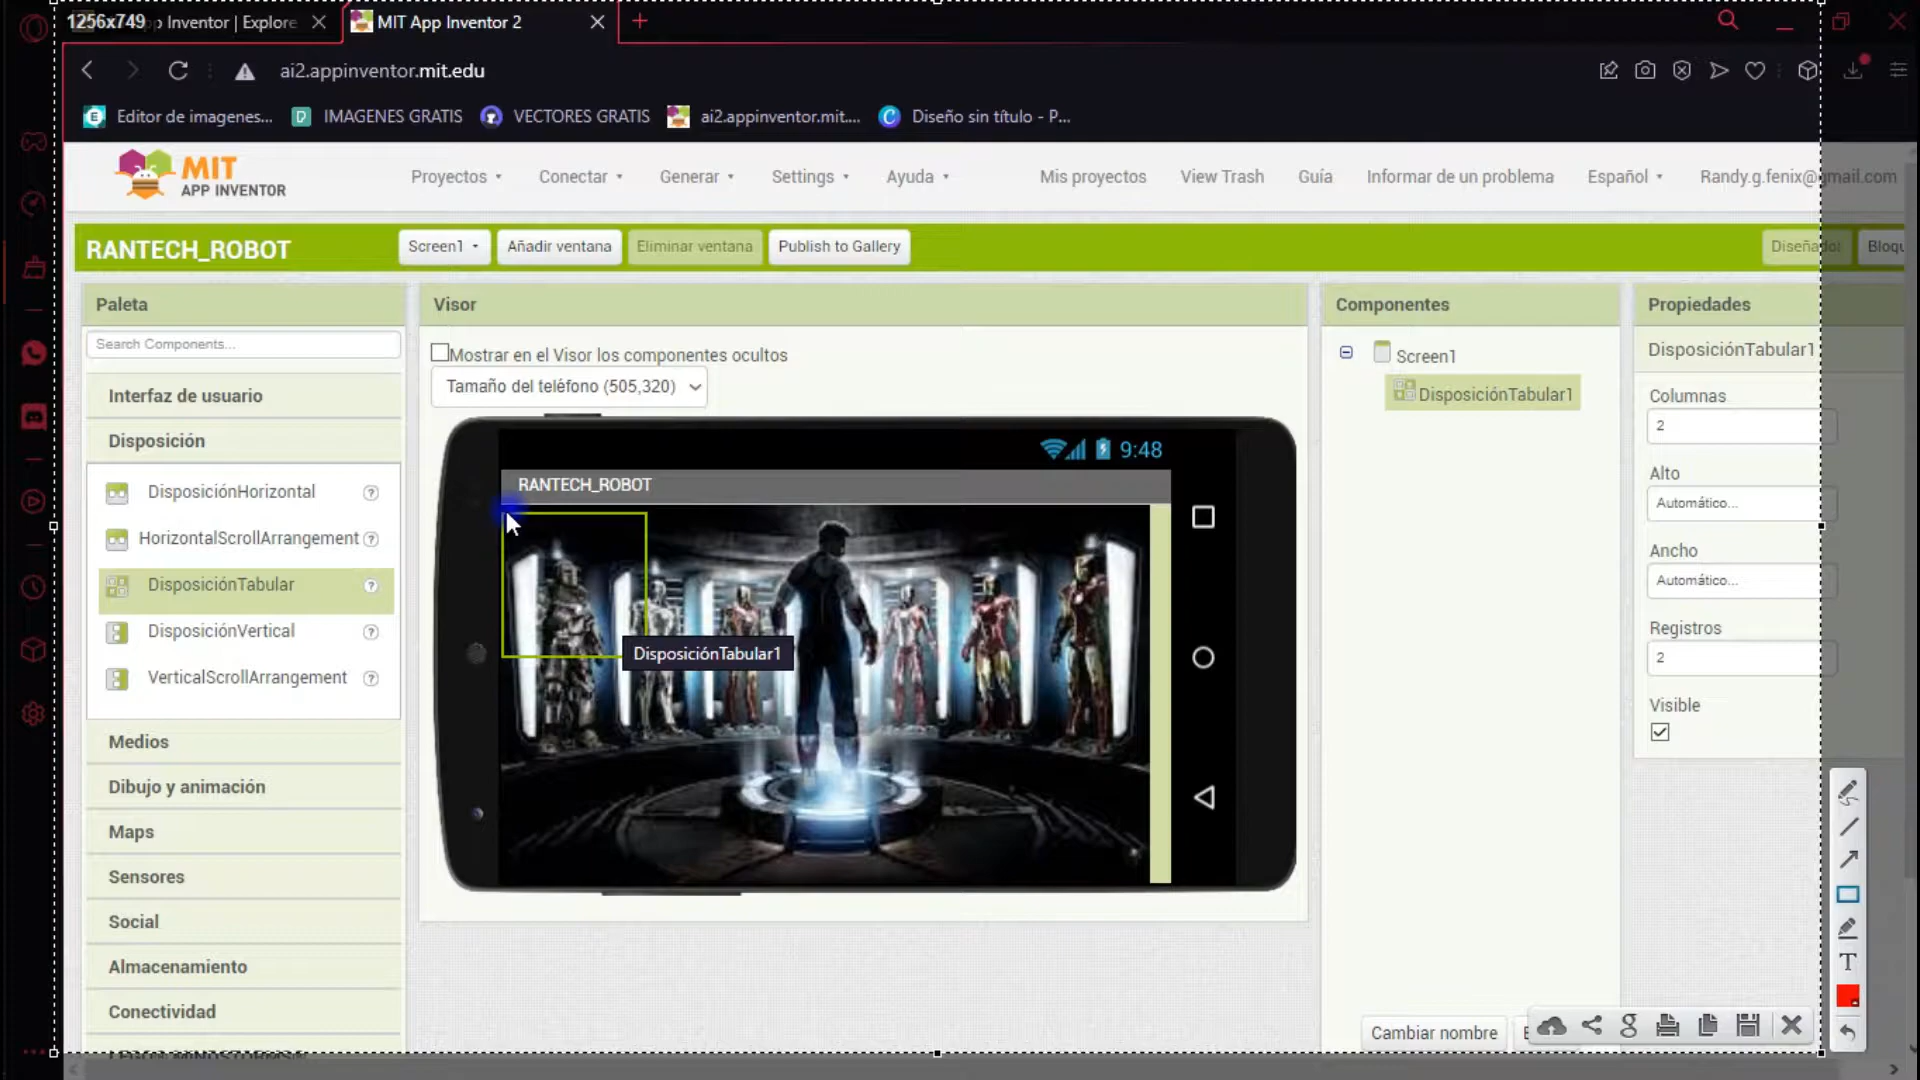 1256x749
Inventor | Explore
MIT App Inventor 2
ai2.appinventor.mit.edu
Editor de imagenes...
IMAGENES GRATIS
VECTORES GRATIS
ai2.appinventor.mit....
Diseño sin título - P...
MIT
APP INVENTOR
Proyectos
Conectar
Generar
Settings
Ayuda
Mis proyectos
View Trash
Guía
Informar de un problema
Español
Randy.g.fenix@gmail.com
RANTECH_ROBOT
Screen1
Añadir ventana
Eliminar ventana
Publish to Gallery
Diseñador
Bloqu
Paleta
Search Components...
Interfaz de usuario
Disposición
DisposiciónHorizontal
HorizontalScrollArrangement
DisposiciónTabular
DisposiciónVertical
VerticalScrollArrangement
Medios
Dibujo y animación
Maps
Sensores
Social
Almacenamiento
Conectividad
Visor
Mostrar en el Visor los componentes ocultos
Tamaño del teléfono (505,320)
9:48
RANTECH_ROBOT
DisposiciónTabular1
Componentes
Screen1
DisposiciónTabular1
Cambiar nombre
Propiedades
DisposiciónTabular1
Columnas
2
Alto
Automático...
Ancho
Automático...
Registros
2
Visible